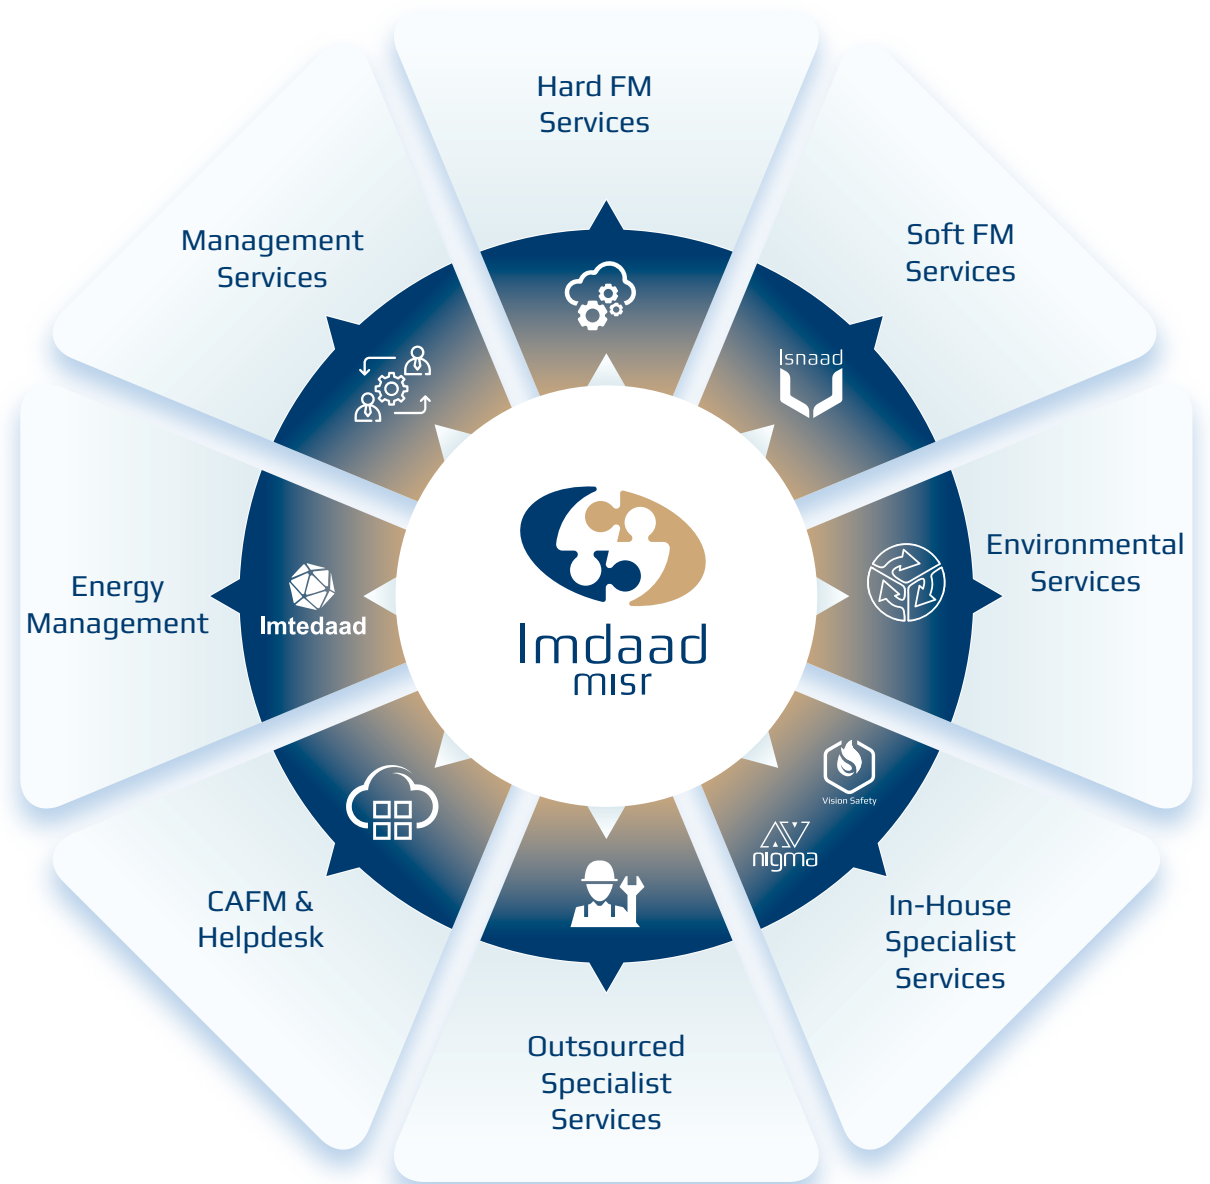 Hard FM
Services
Soft FM
Services
Isnaad
Environmental
Services
Vision Safety
nigma
In-House
Specialist
Services
Outsourced
Specialist
Services
CAFM &
Helpdesk
Energy
Management
Imtedaad
Management
Services
Imdaad
misr